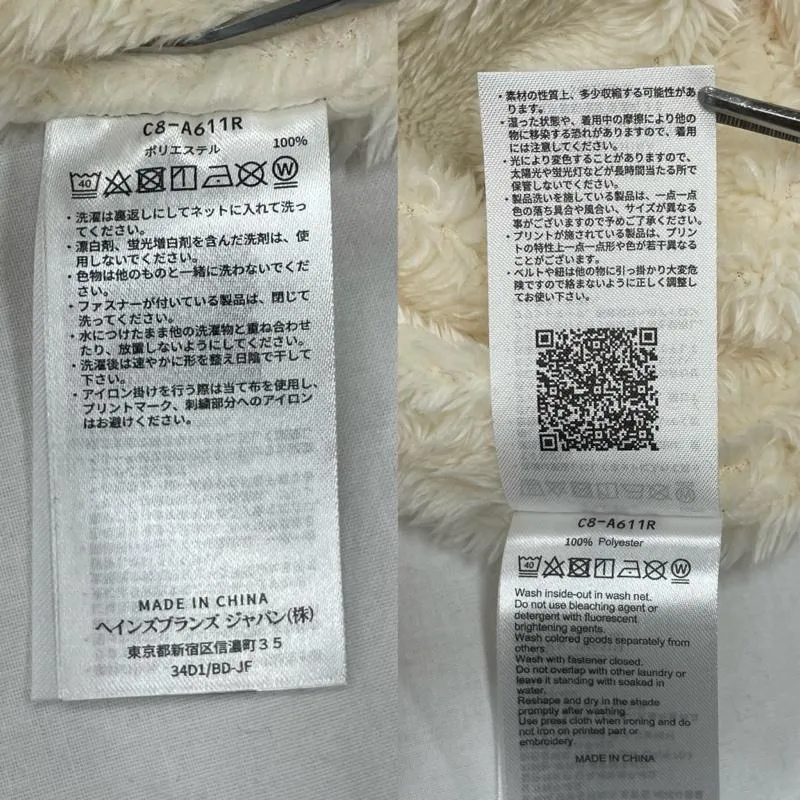 C8-A611R
ポリエステル 100%
40
W
・洗濯は裏返しにしてネットに入れて洗っ
てください。
・漂白剤、蛍光増白剤を含んだ洗剤は、使
用しないでください。
・色物は他のものと一緒に洗わないでくだ
さい。
・ファスナーが付いている製品は、閉じて
洗ってください。
・水につけたまま他の洗濯物と重ね合わせ
たり、放置しないようにしてください。
・洗濯後は速やかに形を整え日陰で干して
下さい。
・アイロン掛けを行う際は当て布を使用し、
プリントマーク、刺繍部分へのアイロン
はお避けください。
MADE IN CHINA
ヘインズブランズ ジャパン(株)
東京都新宿区信濃町35
34D1/BD-JF
・素材の性質上、多少収縮する可能性があ
ります。
・湿った状態や、着用中の摩擦により他の
物に移染する恐れがありますので、着用
には注意してください。
・光により変色することがありますので、
太陽光や蛍光灯などが長時間当たる所で
保管しないでください。
・製品洗いを施している製品は、一点一点
色の落ち具合や風合い、サイズが異なる
事がございますので予めご了承ください。
・プリントが施されている製品は、プリン
トの特性上一点一点形や色が若干異なる
ことがございます。
・ベルトや紐は他の物に引っ掛かり大変危
険ですので絡まないように正しく調整し
てお使い下さい。
C8-A611R
100% Polyester
40
W
Wash inside-out in wash net.
Do not use bleaching agent or
detergent with fluorescent
brightening agents.
Wash colored goods separately from
others.
Wash with fastener closed.
Do not overlap with other laundry or
leave it standing with soaked in
water.
Reshape and dry in the shade
promptly after washing.
Use press cloth when ironing and do
not iron on printed part or
embroidery.
MADE IN CHINA